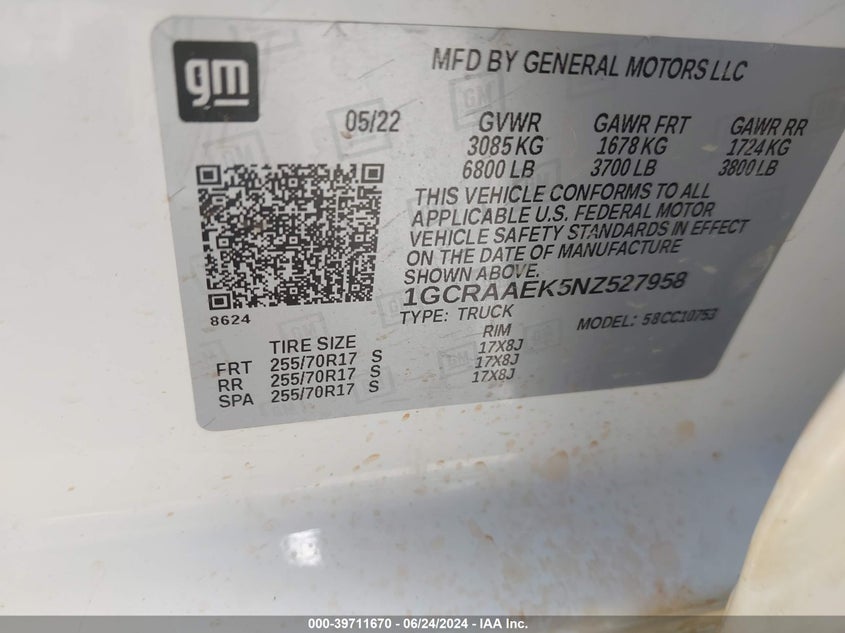 gm
MFD BY GENERAL MOTORS LLC
05/22 GVWR GAWR FRT GAWR RR
3085 KG 1678 KG 1724 KG
6800 LB 3700 LB 3800 LB
THIS VEHICLE CONFORMS TO ALL
APPLICABLE U.S. FEDERAL MOTOR
VEHICLE SAFETY STANDARDS IN EFFECT
ON THE DATE OF MANUFACTURE
SHOWN ABOVE.
1GCRAAEK5NZ527958
8624
TYPE: TRUCK MODEL: 58CC10753
TIRE SIZE RIM
FRT 255/70R17 S 17X8J
RR 255/70R17 S 17X8J
SPA 255/70R17 S 17X8J
000-39711670 - 06/24/2024 - IAA Inc.